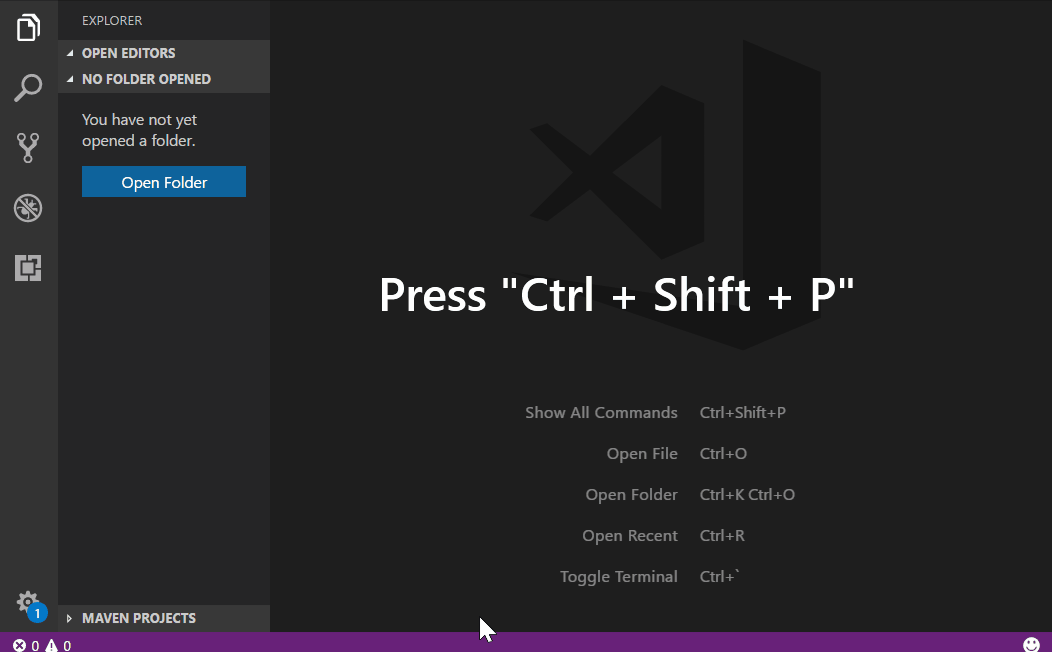 EXPLORER
OPEN EDITORS
NO FOLDER OPENED
You have not yet
opened a folder.
Open Folder
Press "Ctrl + Shift + P"
Show All Commands Ctrl+Shift+P
Open File Ctrl+O
Open Folder Ctrl+K Ctrl+O
Open Recent Ctrl+R
Toggle Terminal Ctrl+`
1
MAVEN PROJECTS
0 0